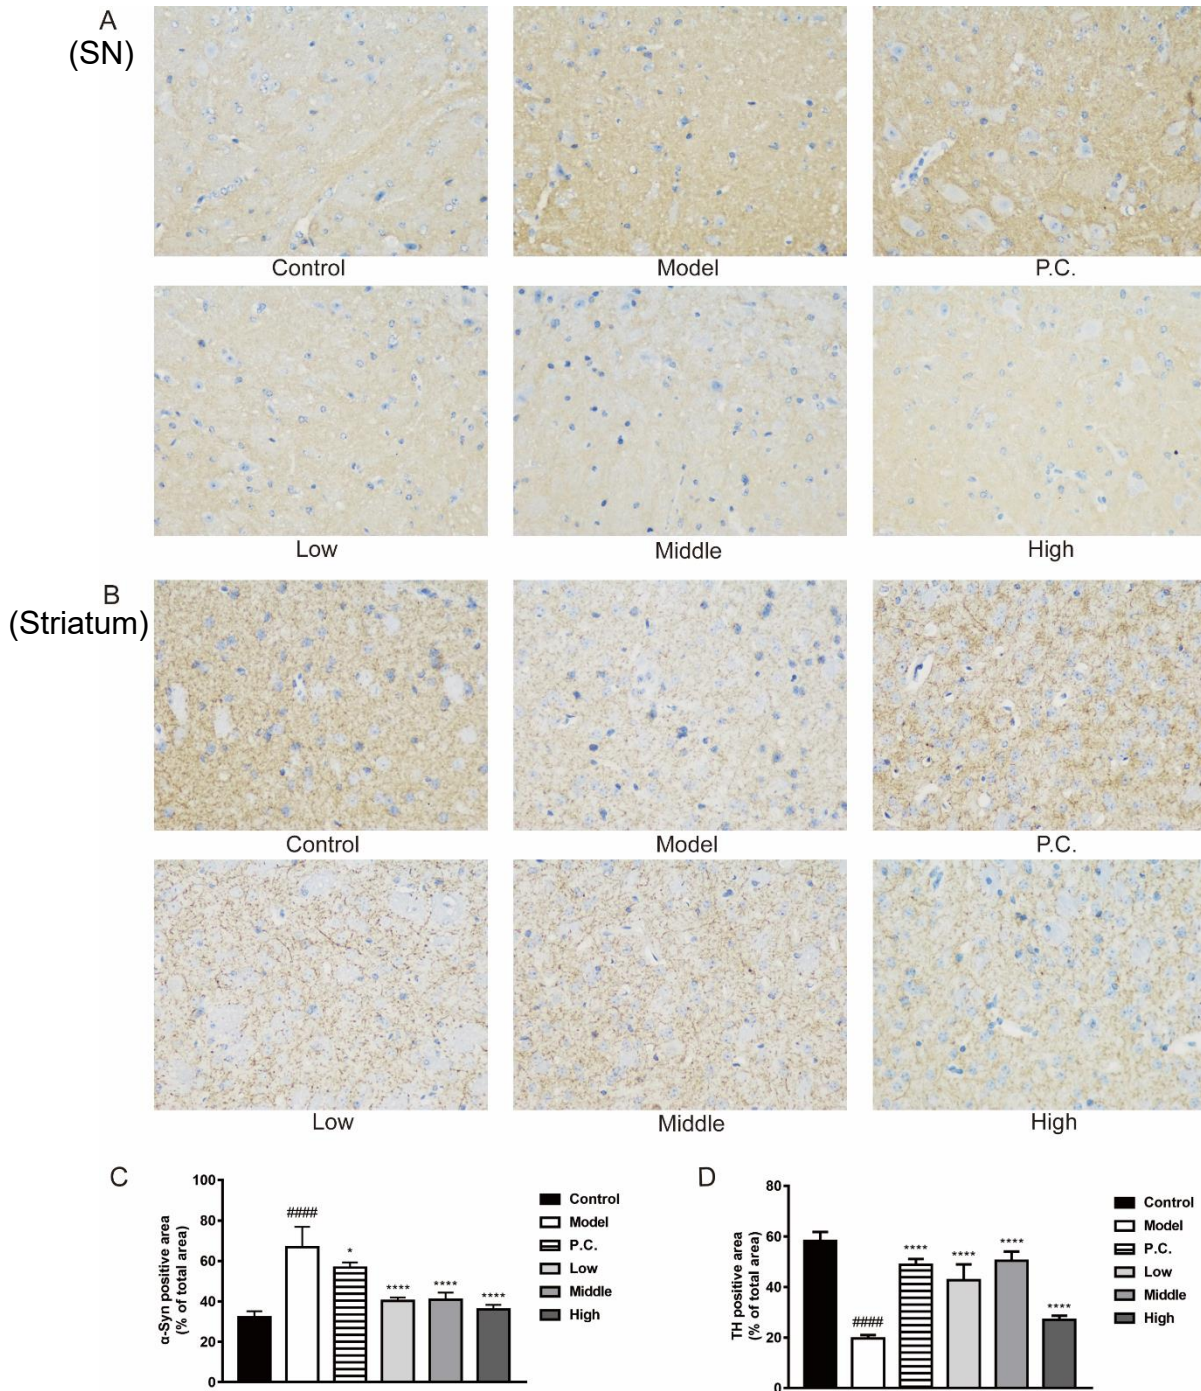 A
(SN)
Control
Model
P.C.
Low
Middle
High
B
(Striatum)
Control
Model
P.C.
Low
Middle
High
C
α-Syn positive area
(% of total area)
100
80
60
40
20
0
####
*
****
****
****
Control
Model
P.C.
Low
Middle
High
D
TH positive area
(% of total area)
80
60
40
20
0
####
****
****
****
****
Control
Model
P.C.
Low
Middle
High